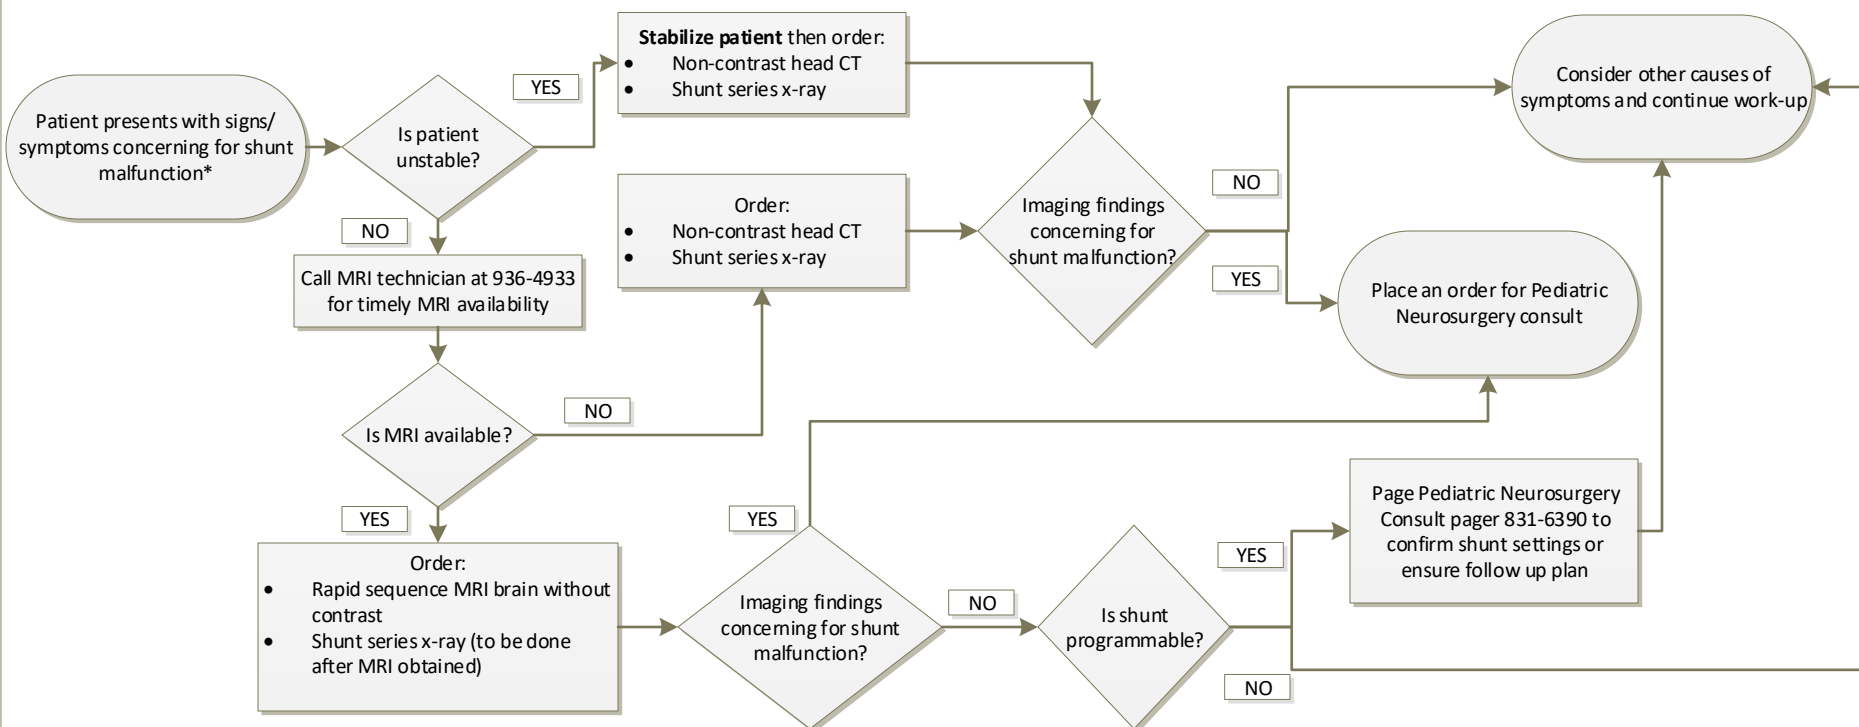 Patient presents with signs/
symptoms concerning for shunt
malfunction*
Is patient
unstable?
YES
Stabilize patient then order:
• Non-contrast head CT
• Shunt series x-ray
NO
Call MRI technician at 936-4933
for timely MRI availability
Is MRI available?
NO
Order:
• Non-contrast head CT
• Shunt series x-ray
Imaging findings
concerning for
shunt malfunction?
NO
Consider other causes of
symptoms and continue work-up
YES
Place an order for Pediatric
Neurosurgery consult
YES
Order:
• Rapid sequence MRI brain without
contrast
• Shunt series x-ray (to be done
after MRI obtained)
Imaging findings
concerning for shunt
malfunction?
YES
NO
Is shunt
programmable?
YES
Page Pediatric Neurosurgery
Consult pager 831-6390 to
confirm shunt settings or
ensure follow up plan
NO